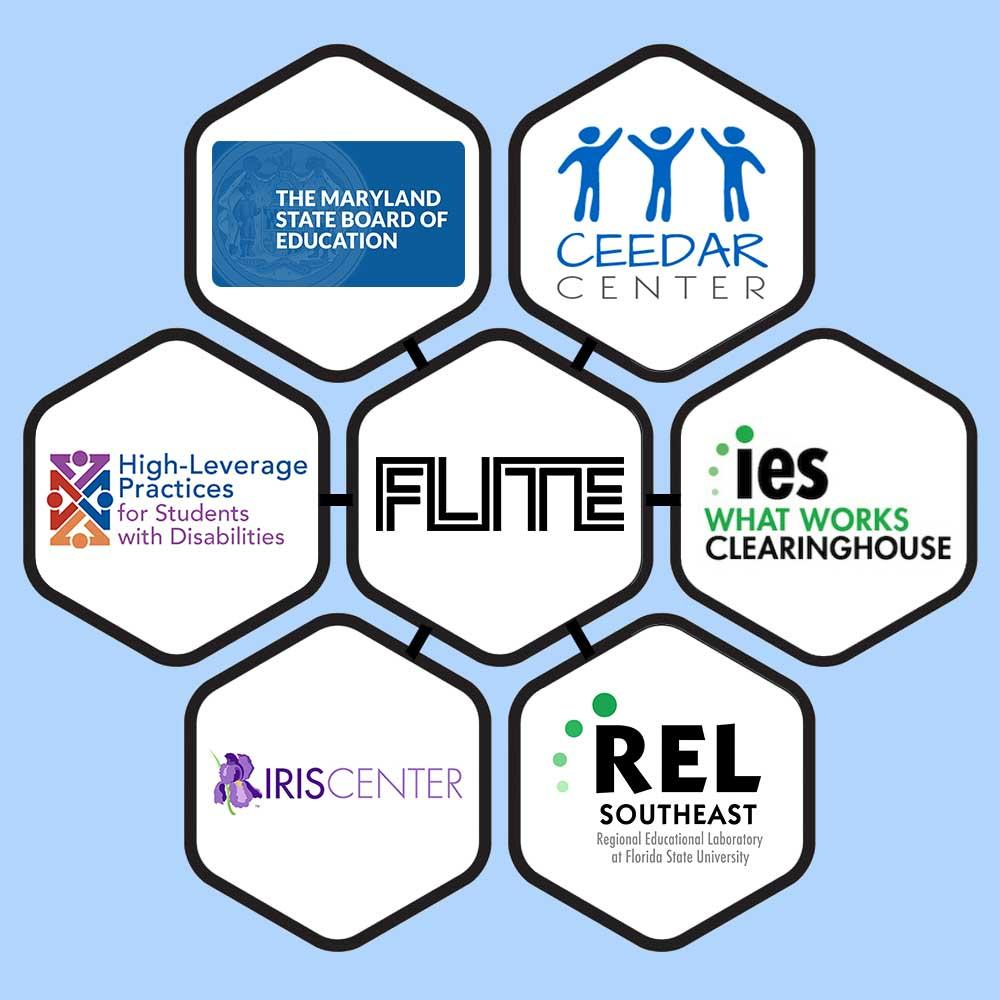 THE MARYLAND
STATE BOARD OF
EDUCATION
CEEDAR
CENTER
High-Leverage
Practices
for Students
with Disabilities
FLITE
ies
WHAT WORKS
CLEARINGHOUSE
IRISCENTER
™
REL
SOUTHEAST
Regional Educational Laboratory
at Florida State University